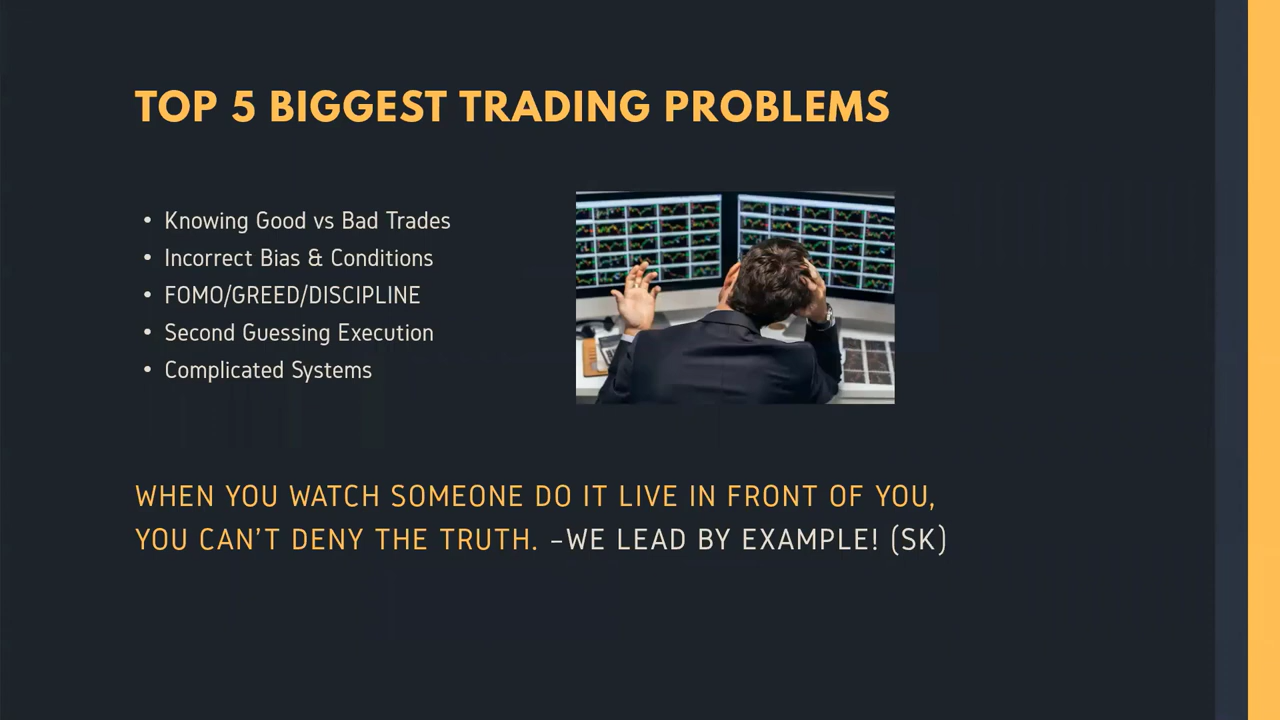 TOP 5 BIGGEST TRADING PROBLEMS
• Knowing Good vs Bad Trades
• Incorrect Bias & Conditions
• FOMO/GREED/DISCIPLINE
• Second Guessing Execution
• Complicated Systems
WHEN YOU WATCH SOMEONE DO IT LIVE IN FRONT OF YOU,
YOU CAN'T DENY THE TRUTH. –WE LEAD BY EXAMPLE! (SK)